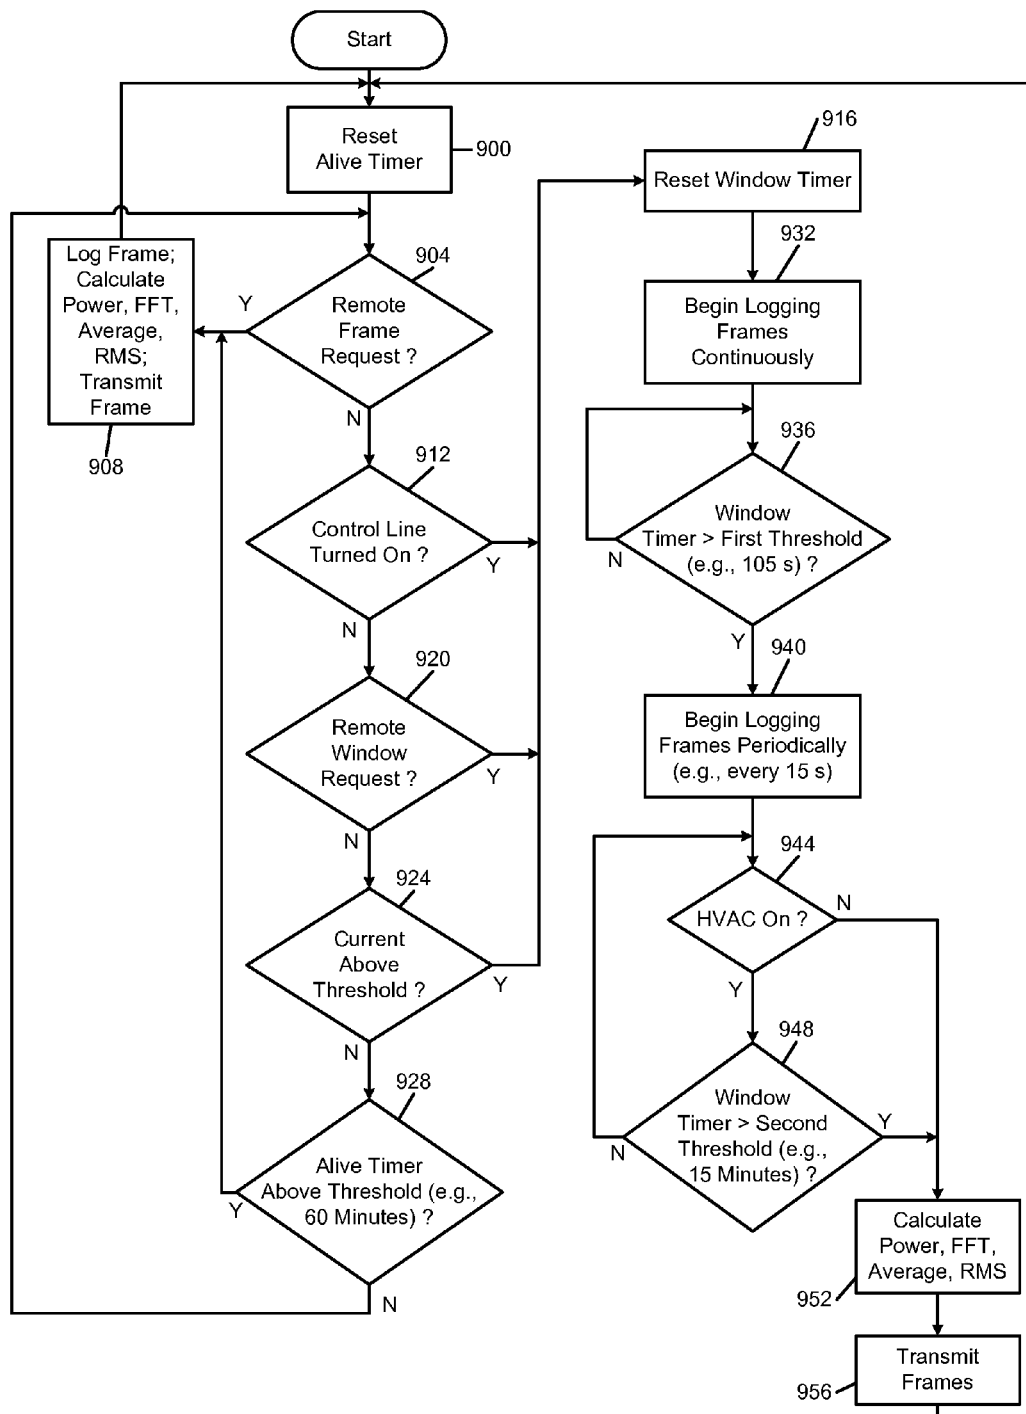 Start
Reset
Alive Timer
900
Log Frame;
Calculate
Power, FFT,
Average,
RMS;
Transmit
Frame
908
904
Remote
Frame
Request ?
Y
N
912
Control Line
Turned On ?
Y
N
920
Remote
Window
Request ?
Y
N
924
Current
Above
Threshold ?
Y
N
928
Alive Timer
Above Threshold (e.g.,
60 Minutes) ?
Y
N
916
Reset Window Timer
932
Begin Logging
Frames
Continuously
936
Window
Timer > First Threshold
(e.g., 105 s) ?
N
Y
940
Begin Logging
Frames Periodically
(e.g., every 15 s)
944
HVAC On ?
N
Y
948
Window
Timer > Second
Threshold (e.g.,
15 Minutes) ?
Y
N
Calculate
Power, FFT,
Average, RMS
952
Transmit
Frames
956